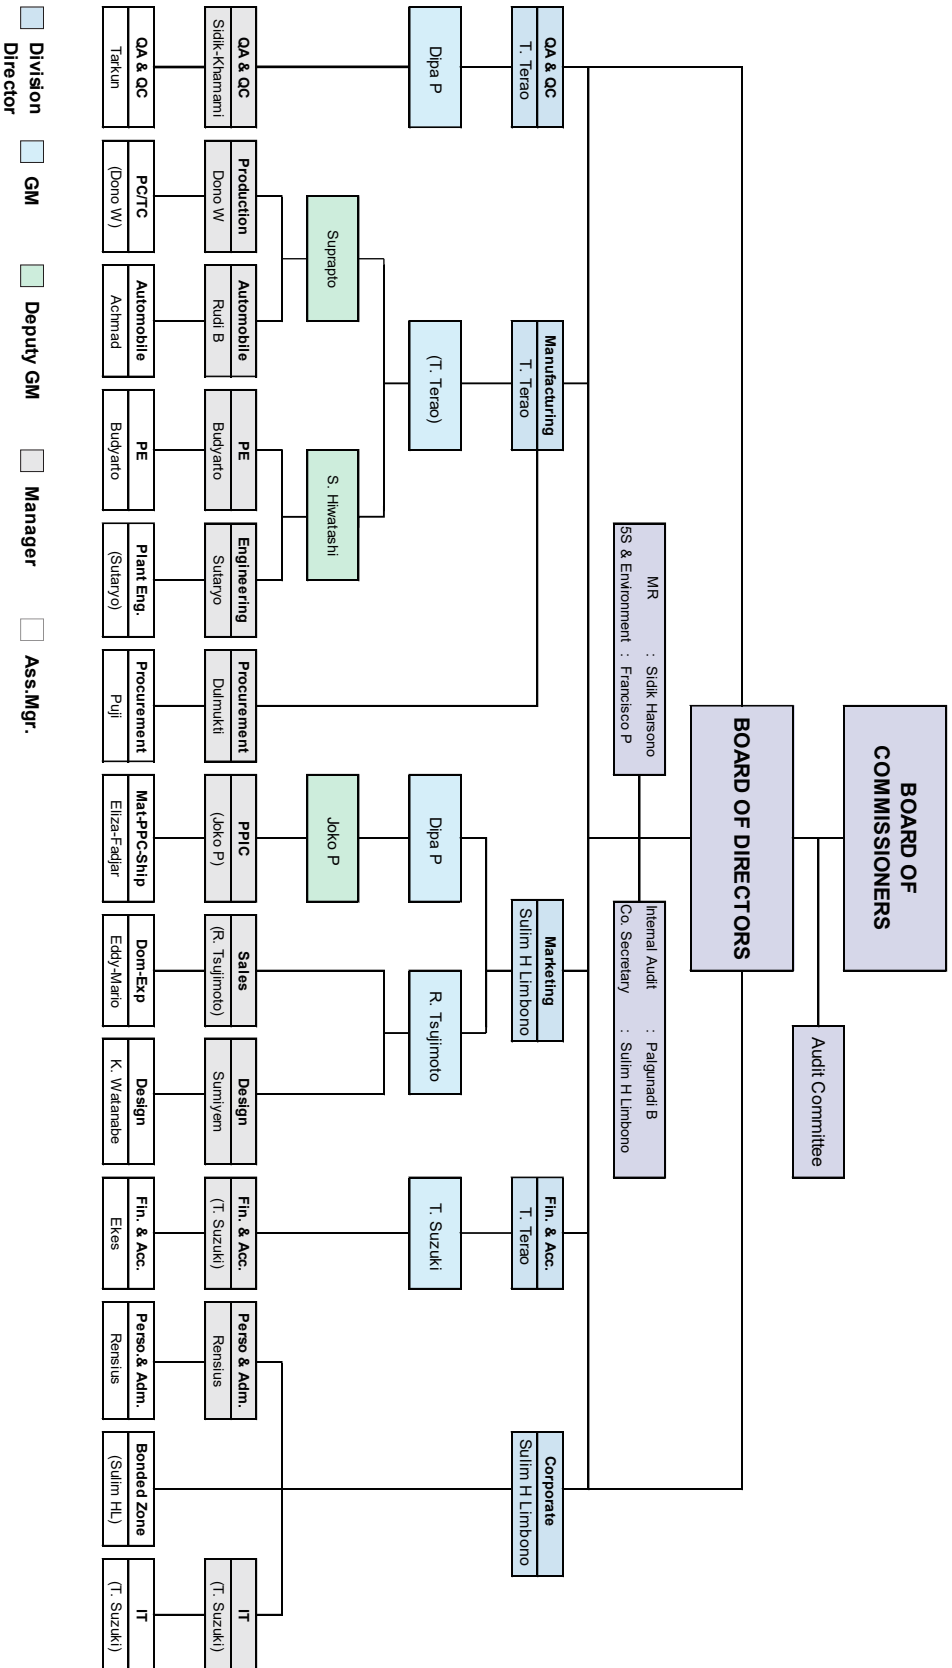 BOARD OF
COMMISSIONERS
Audit Committee
BOARD OF DIRECTORS
MR : Sidik Harsono
5S & Environment : Francisco P
Internal Audit : Palgunadi B
Co. Secretary : Sulim H Limbono
QA & QC
T. Terao
Manufacturing
T. Terao
Marketing
Sulim H Limbono
Fin. & Acc.
T. Terao
Corporate
Sulim H Limbono
Dipa P
(T. Terao)
Dipa P
R. Tsujimoto
T. Suzuki
Suprapto
S. Hiwatashi
Joko P
QA & QC
Sidik-Khamami
Production
Dono W
Automobile
Rudi B
PE
Budyarto
Engineering
Sutaryo
Procurement
Dulmukti
PPIC
(Joko P)
Sales
(R. Tsujimoto)
Design
Sumiyem
Fin. & Acc.
(T. Suzuki)
Perso & Adm.
Rensius
IT
(T. Suzuki)
QA & QC
Tarkun
PC/TC
(Dono W)
Automobile
Achmad
PE
Budyarto
Plant Eng.
(Sutaryo)
Procurement
Puji
Mat-PPC-Ship
Eliza-Fadjar
Dom-Exp
Eddy-Mario
Design
K. Watanabe
Fin. & Acc.
Ekes
Perso.& Adm.
Rensius
Bonded Zone
(Sulim HL)
IT
(T. Suzuki)
Division
Director
GM
Deputy GM
Manager
Ass.Mgr.